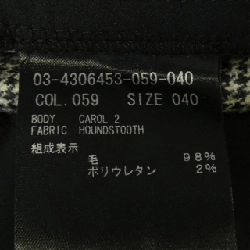 03-4306453-059-040
COL. 059 SIZE 040
BODY CAROL 2
FABRIC HOUNDSTOOTH
組成表示
毛 98%
ポリウレタン 2%